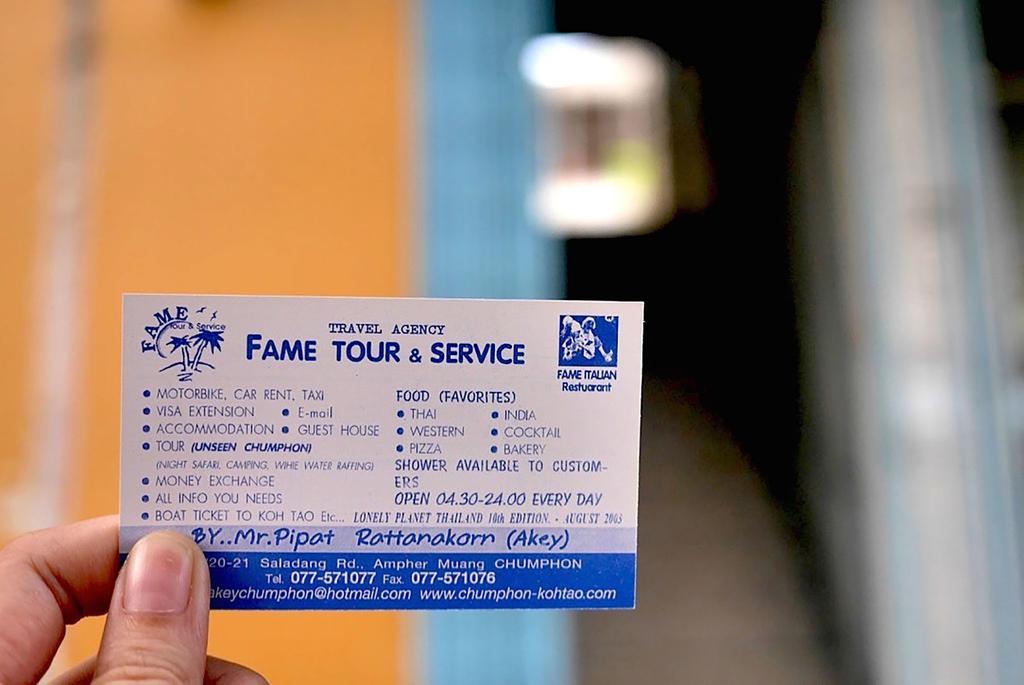 FAME
Tour & Service
TRAVEL AGENCY
FAME TOUR & SERVICE
FAME ITALIAN
Restuarant
• MOTORBIKE, CAR RENT, TAXI
• VISA EXTENSION • E-mail
• ACCOMMODATION • GUEST HOUSE
• TOUR (UNSEEN CHUMPHON)
(NIGHT SAFARI, CAMPING, WIHIE WATER RAFFING)
• MONEY EXCHANGE
• ALL INFO YOU NEEDS
• BOAT TICKET TO KOH TAO Etc...
FOOD (FAVORITES)
• THAI • INDIA
• WESTERN • COCKTAIL
• PIZZA • BAKERY
SHOWER AVAILABLE TO CUSTOM-
ERS
OPEN 04.30-24.00 EVERY DAY
LONELY PLANET THAILAND 10th EDITION. - AUGUST 2003
BY..Mr.Pipat Rattanakorn (Akey)
20-21 Saladang Rd., Ampher Muang CHUMPHON
Tel. 077-571077 Fax. 077-571076
akeychumphon@hotmail.com www.chumphon-kohtao.com